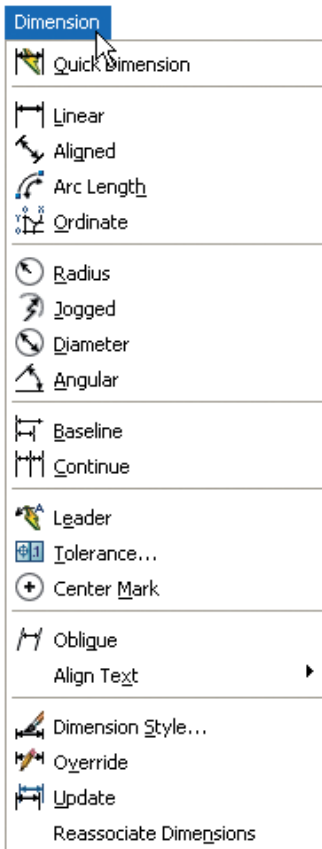 Dimension
Quick Dimension
Linear
Aligned
Arc Length
Ordinate
Radius
Jogged
Diameter
Angular
Baseline
Continue
Leader
Tolerance...
Center Mark
Oblique
Align Text
Dimension Style...
Override
Update
Reassociate Dimensions